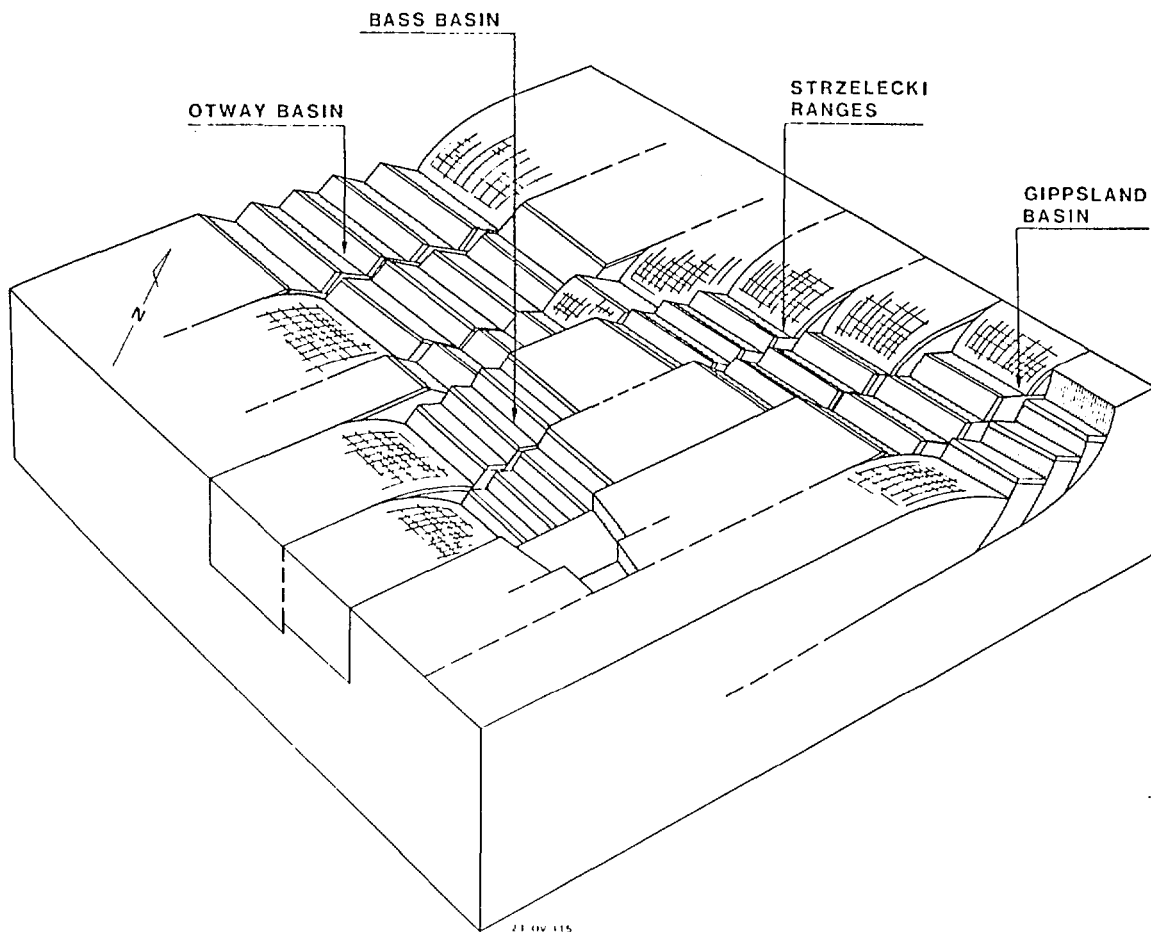 BASS BASIN
OTWAY BASIN
STRZELECKI
RANGES
GIPPSLAND
BASIN
N